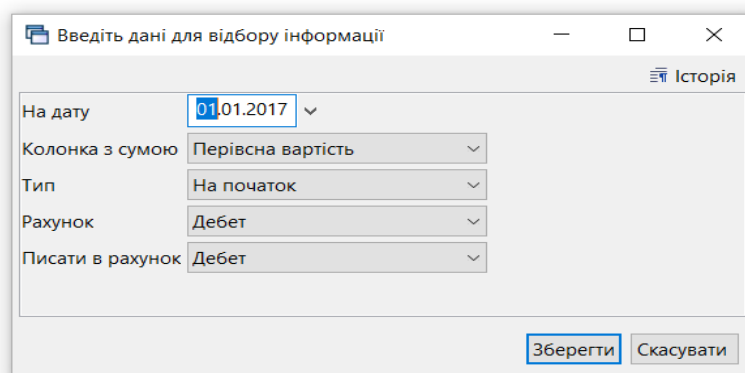 Введіть дані для відбору інформації
Історія
На дату 01.01.2017
Колонка з сумою Перівсна вартість
Тип На початок
Рахунок Дебет
Писати в рахунок Дебет
Зберегти Скасувати